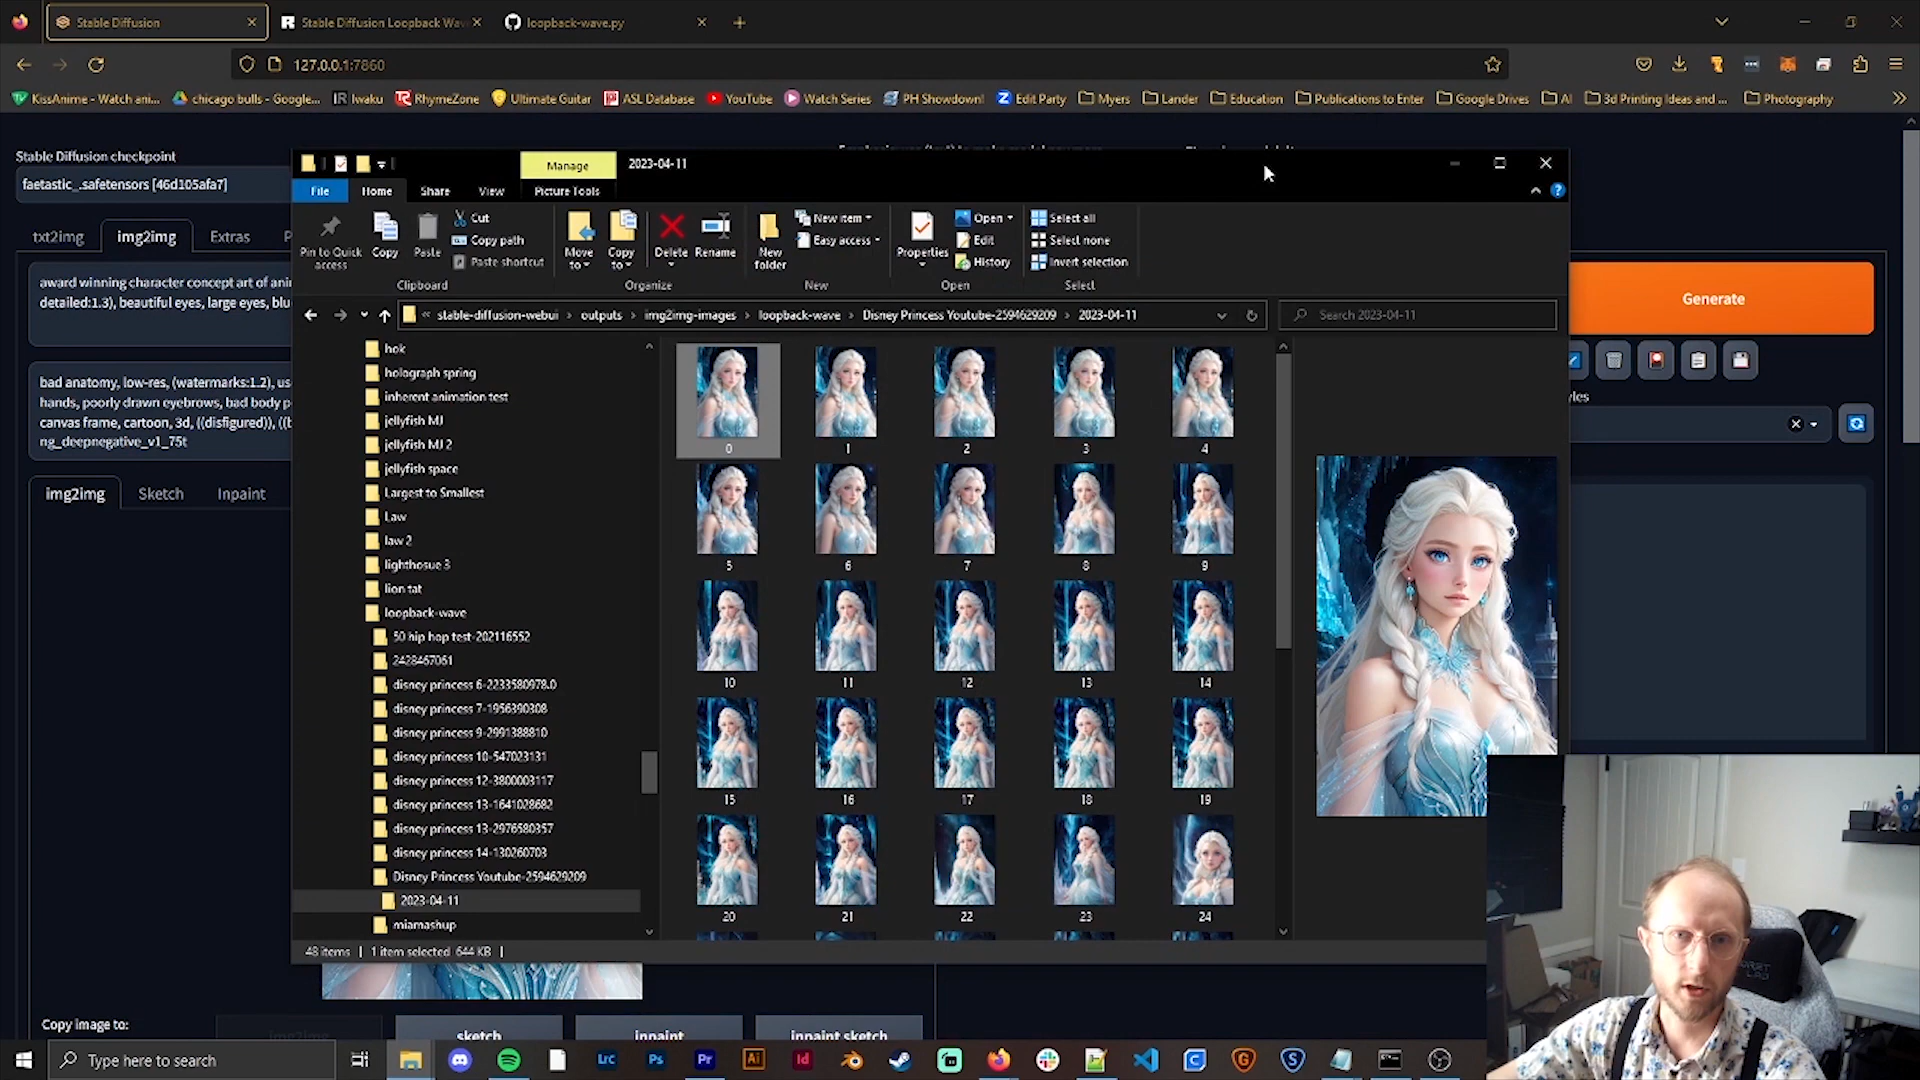 Stable Diffusion
Stable Diffusion Loopback Wav
loopback-wave.py
127.0.0.1:7860
KissAnime - Watch ani...
chicago bulls - Google...
Iwaku
RhymeZone
Ultimate Guitar
ASL Database
YouTube
Watch Series
PH Showdown!
Edit Party
Myers
Lander
Education
Publications to Enter
Google Drives
AI
3d Printing Ideas and ...
Photography
Stable Diffusion checkpoint
faetastic_.safetensors [46d105afa7]
txt2img
img2img
Extras
P
award winning character concept art of ani
detailed:1.3), beautiful eyes, large eyes, blu
bad anatomy, low-res, (watermarks:1.2), us
hands, poorly drawn eyebrows, bad body p
canvas frame, cartoon, 3d, ((disfigured)), ((b
ng_deepnegative_v1_75t
img2img
Sketch
Inpaint
Generate
yles
Manage
2023-04-11
File
Home
Share
View
Picture Tools
Pin to Quick access
Copy
Paste
Cut
Copy path
Paste shortcut
Clipboard
Move to
Copy to
Delete
Rename
Organize
New folder
New item
Easy access
New
Properties
Open
Edit
History
Open
Select all
Select none
Invert selection
Select
« stable-diffusion-webui > outputs > img2img-images > loopback-wave > Disney Princess Youtube-2594629209 > 2023-04-11
Search 2023-04-11
hok
holograph spring
inherent animation test
jellyfish MJ
jellyfish MJ 2
jellyfish space
Largest to Smallest
Law
law 2
lighthosue 3
lion tat
loopback-wave
50 hip hop test-202116552
2428467061
disney princess 6-2233580978.0
disney princess 7-1956390308
disney princess 9-2991388810
disney princess 10-547023131
disney princess 12-3800003117
disney princess 13-1641028682
disney princess 13-2976580357
disney princess 14-130260703
Disney Princess Youtube-2594629209
2023-04-11
miamashup
0
1
2
3
4
5
6
7
8
9
10
11
12
13
14
15
16
17
18
19
20
21
22
23
24
48 items
1 item selected 644 KB
Copy image to:
img2img
sketch
inpaint
inpaint sketch
Type here to search
LrC
Ps
Pr
Ai
Id